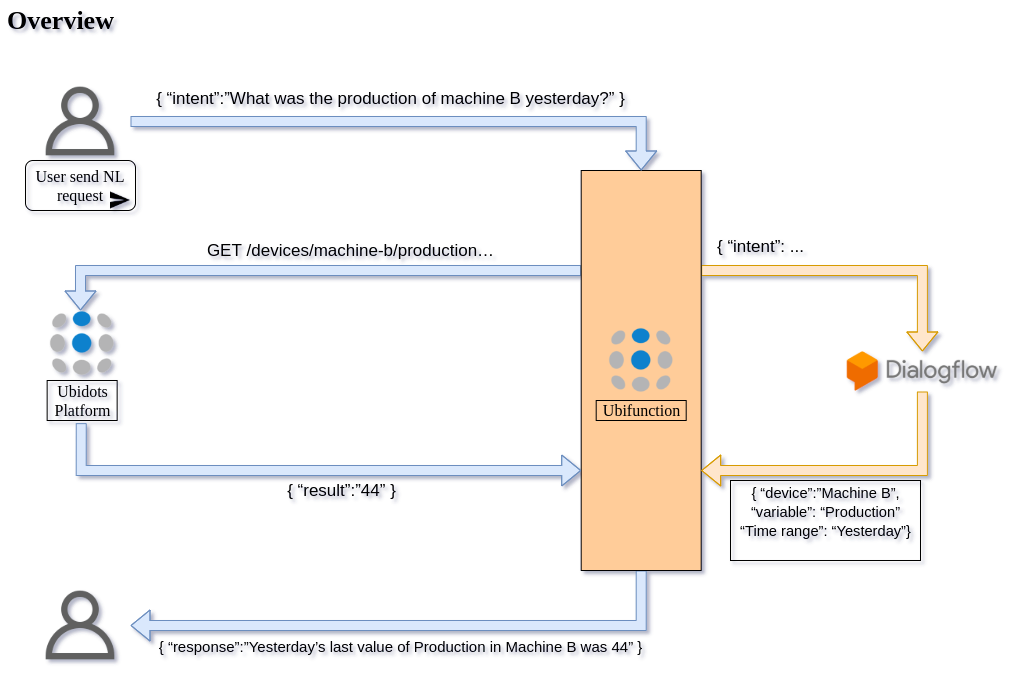 Overview
{ “intent”:”What was the production of machine B yesterday?” }
User send NL
request
GET /devices/machine-b/production…
{ “intent”: ...
Ubidots
Platform
Ubifunction
Dialogflow
{ “result”:”44” }
{ “device”:”Machine B”,
“variable”: “Production”
“Time range”: “Yesterday”}
{ “response”:”Yesterday’s last value of Production in Machine B was 44” }